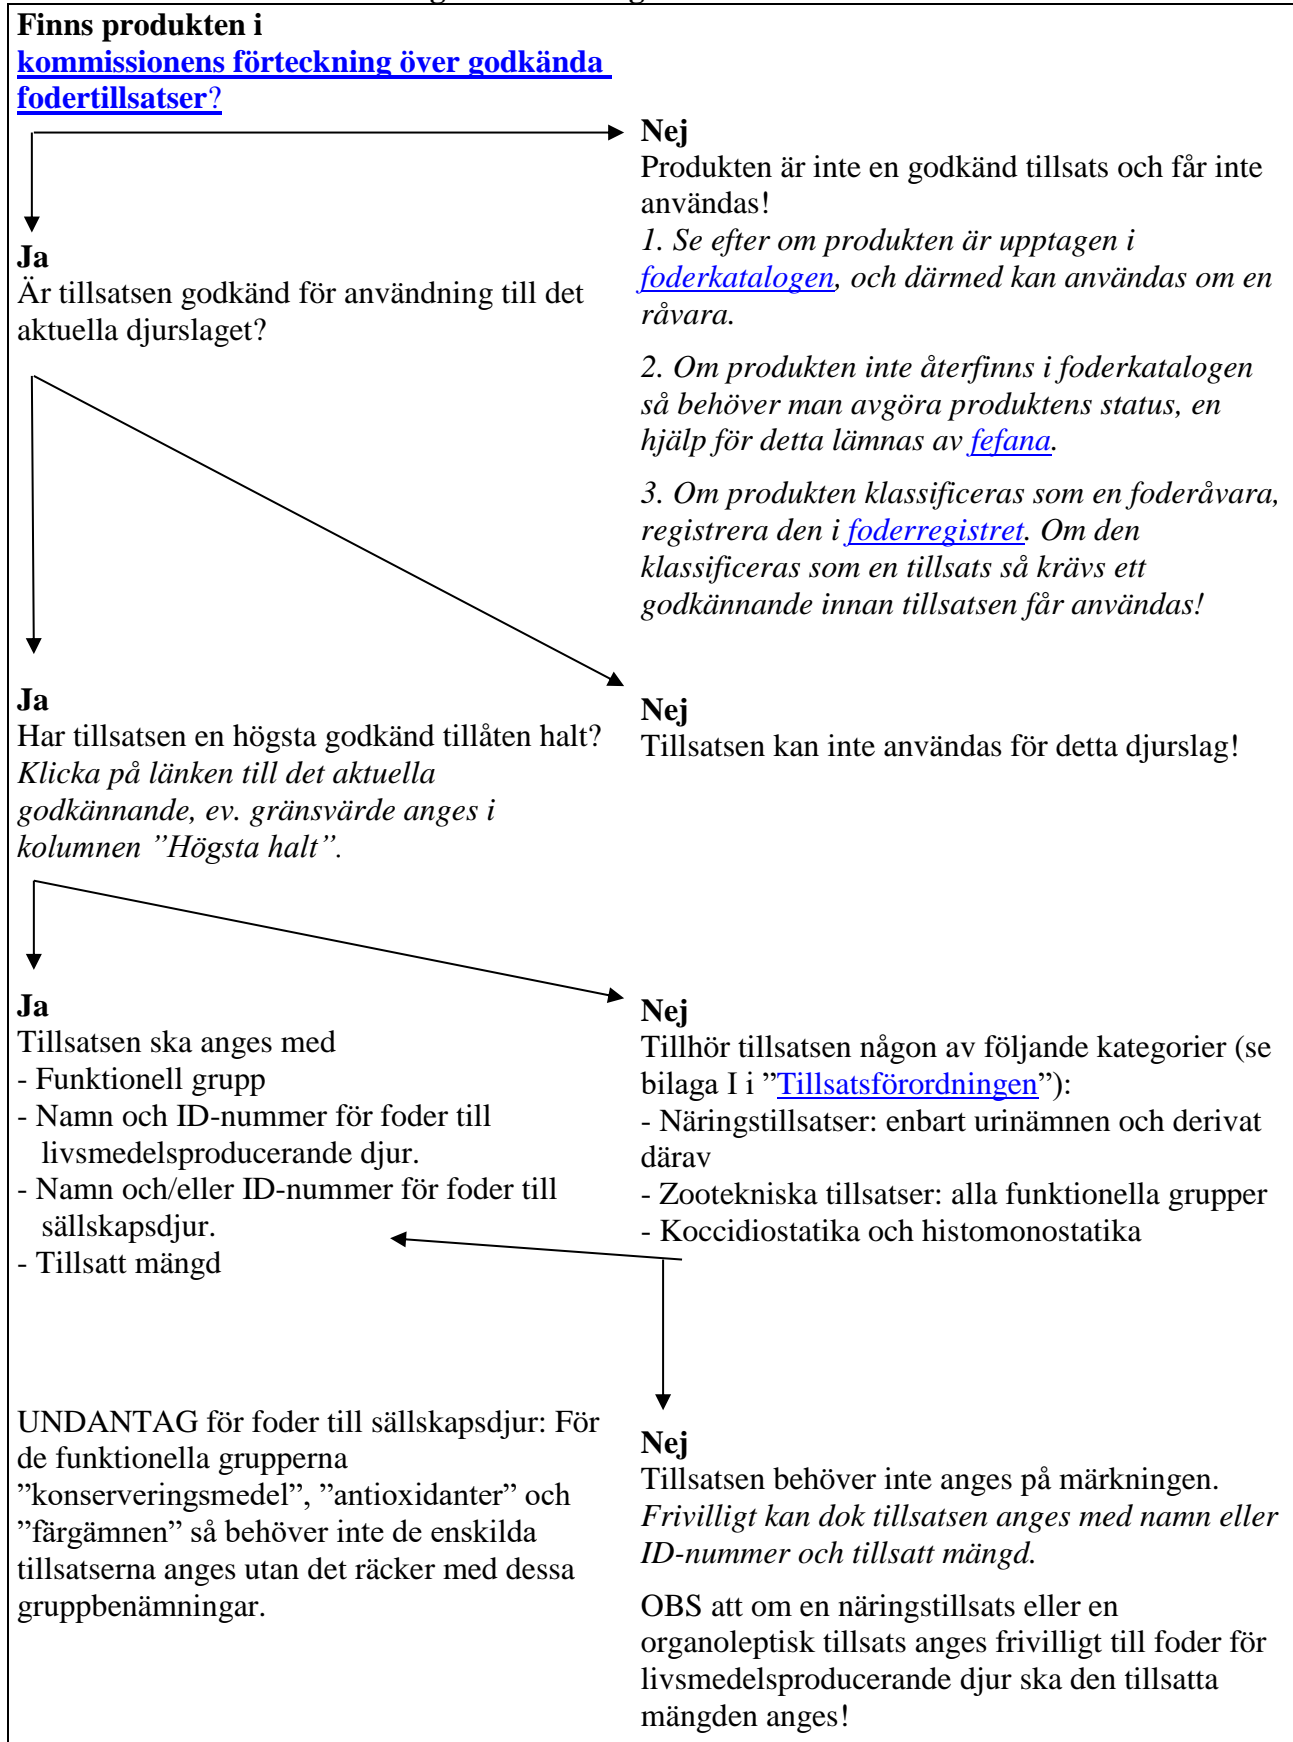 Finns produkten i
kommissionens förteckning över godkända
fodertillsatser?
Nej
Produkten är inte en godkänd tillsats och får inte
användas!
1. Se efter om produkten är upptagen i
foderkatalogen, och därmed kan användas om en
råvara.
2. Om produkten inte återfinns i foderkatalogen
så behöver man avgöra produktens status, en
hjälp för detta lämnas av fefana.
3. Om produkten klassificeras som en foderåvara,
registrera den i foderregistret. Om den
klassificeras som en tillsats så krävs ett
godkännande innan tillsatsen får användas!
Ja
Är tillsatsen godkänd för användning till det
aktuella djurslaget?
Nej
Tillsatsen kan inte användas för detta djurslag!
Ja
Har tillsatsen en högsta godkänd tillåten halt?
Klicka på länken till det aktuella
godkännande, ev. gränsvärde anges i
kolumnen ”Högsta halt”.
Ja
Tillsatsen ska anges med
- Funktionell grupp
- Namn och ID-nummer för foder till
livsmedelsproducerande djur.
- Namn och/eller ID-nummer för foder till
sällskapsdjur.
- Tillsatt mängd
Nej
Tillhör tillsatsen någon av följande kategorier (se
bilaga I i ”Tillsatsförordningen”):
- Näringstillsatser: enbart urinämnen och derivat
därav
- Zootekniska tillsatser: alla funktionella grupper
- Koccidiostatika och histomonostatika
UNDANTAG för foder till sällskapsdjur: För
de funktionella grupperna
”konserveringsmedel”, ”antioxidanter” och
”färgämnen” så behöver inte de enskilda
tillsatserna anges utan det räcker med dessa
gruppbenämningar.
Nej
Tillsatsen behöver inte anges på märkningen.
Frivilligt kan dok tillsatsen anges med namn eller
ID-nummer och tillsatt mängd.
OBS att om en näringstillsats eller en
organoleptisk tillsats anges frivilligt till foder för
livsmedelsproducerande djur ska den tillsatta
mängden anges!